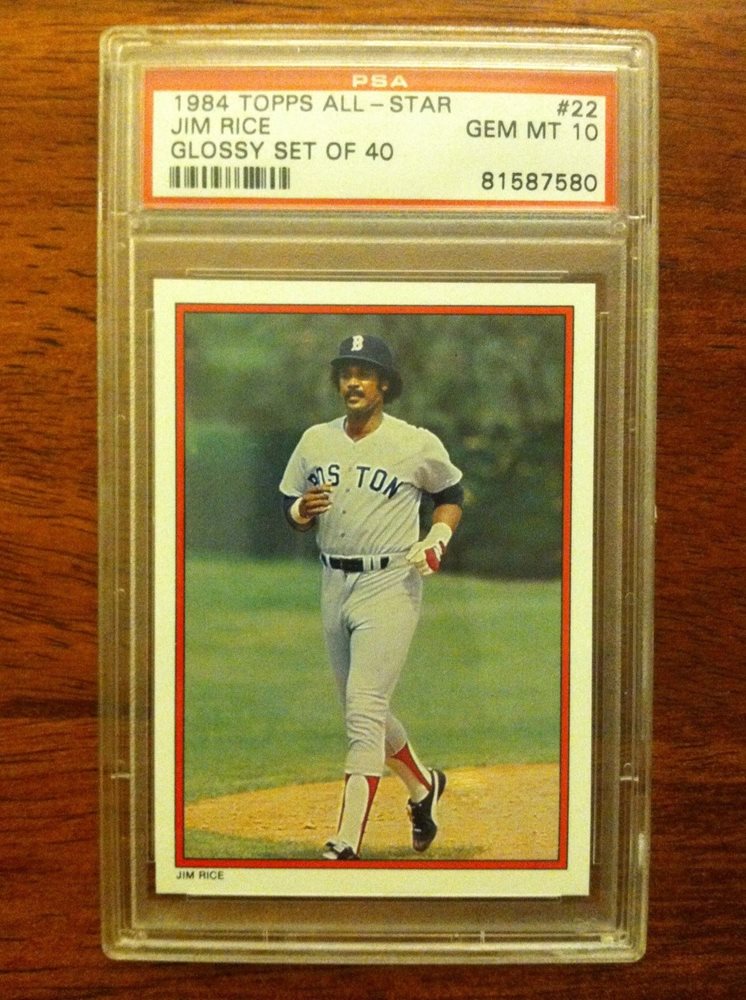 PSA
1984 TOPPS ALL-STAR #22
JIM RICE GEM MT 10
GLOSSY SET OF 40
81587580
B
BOSTON
JIM RICE